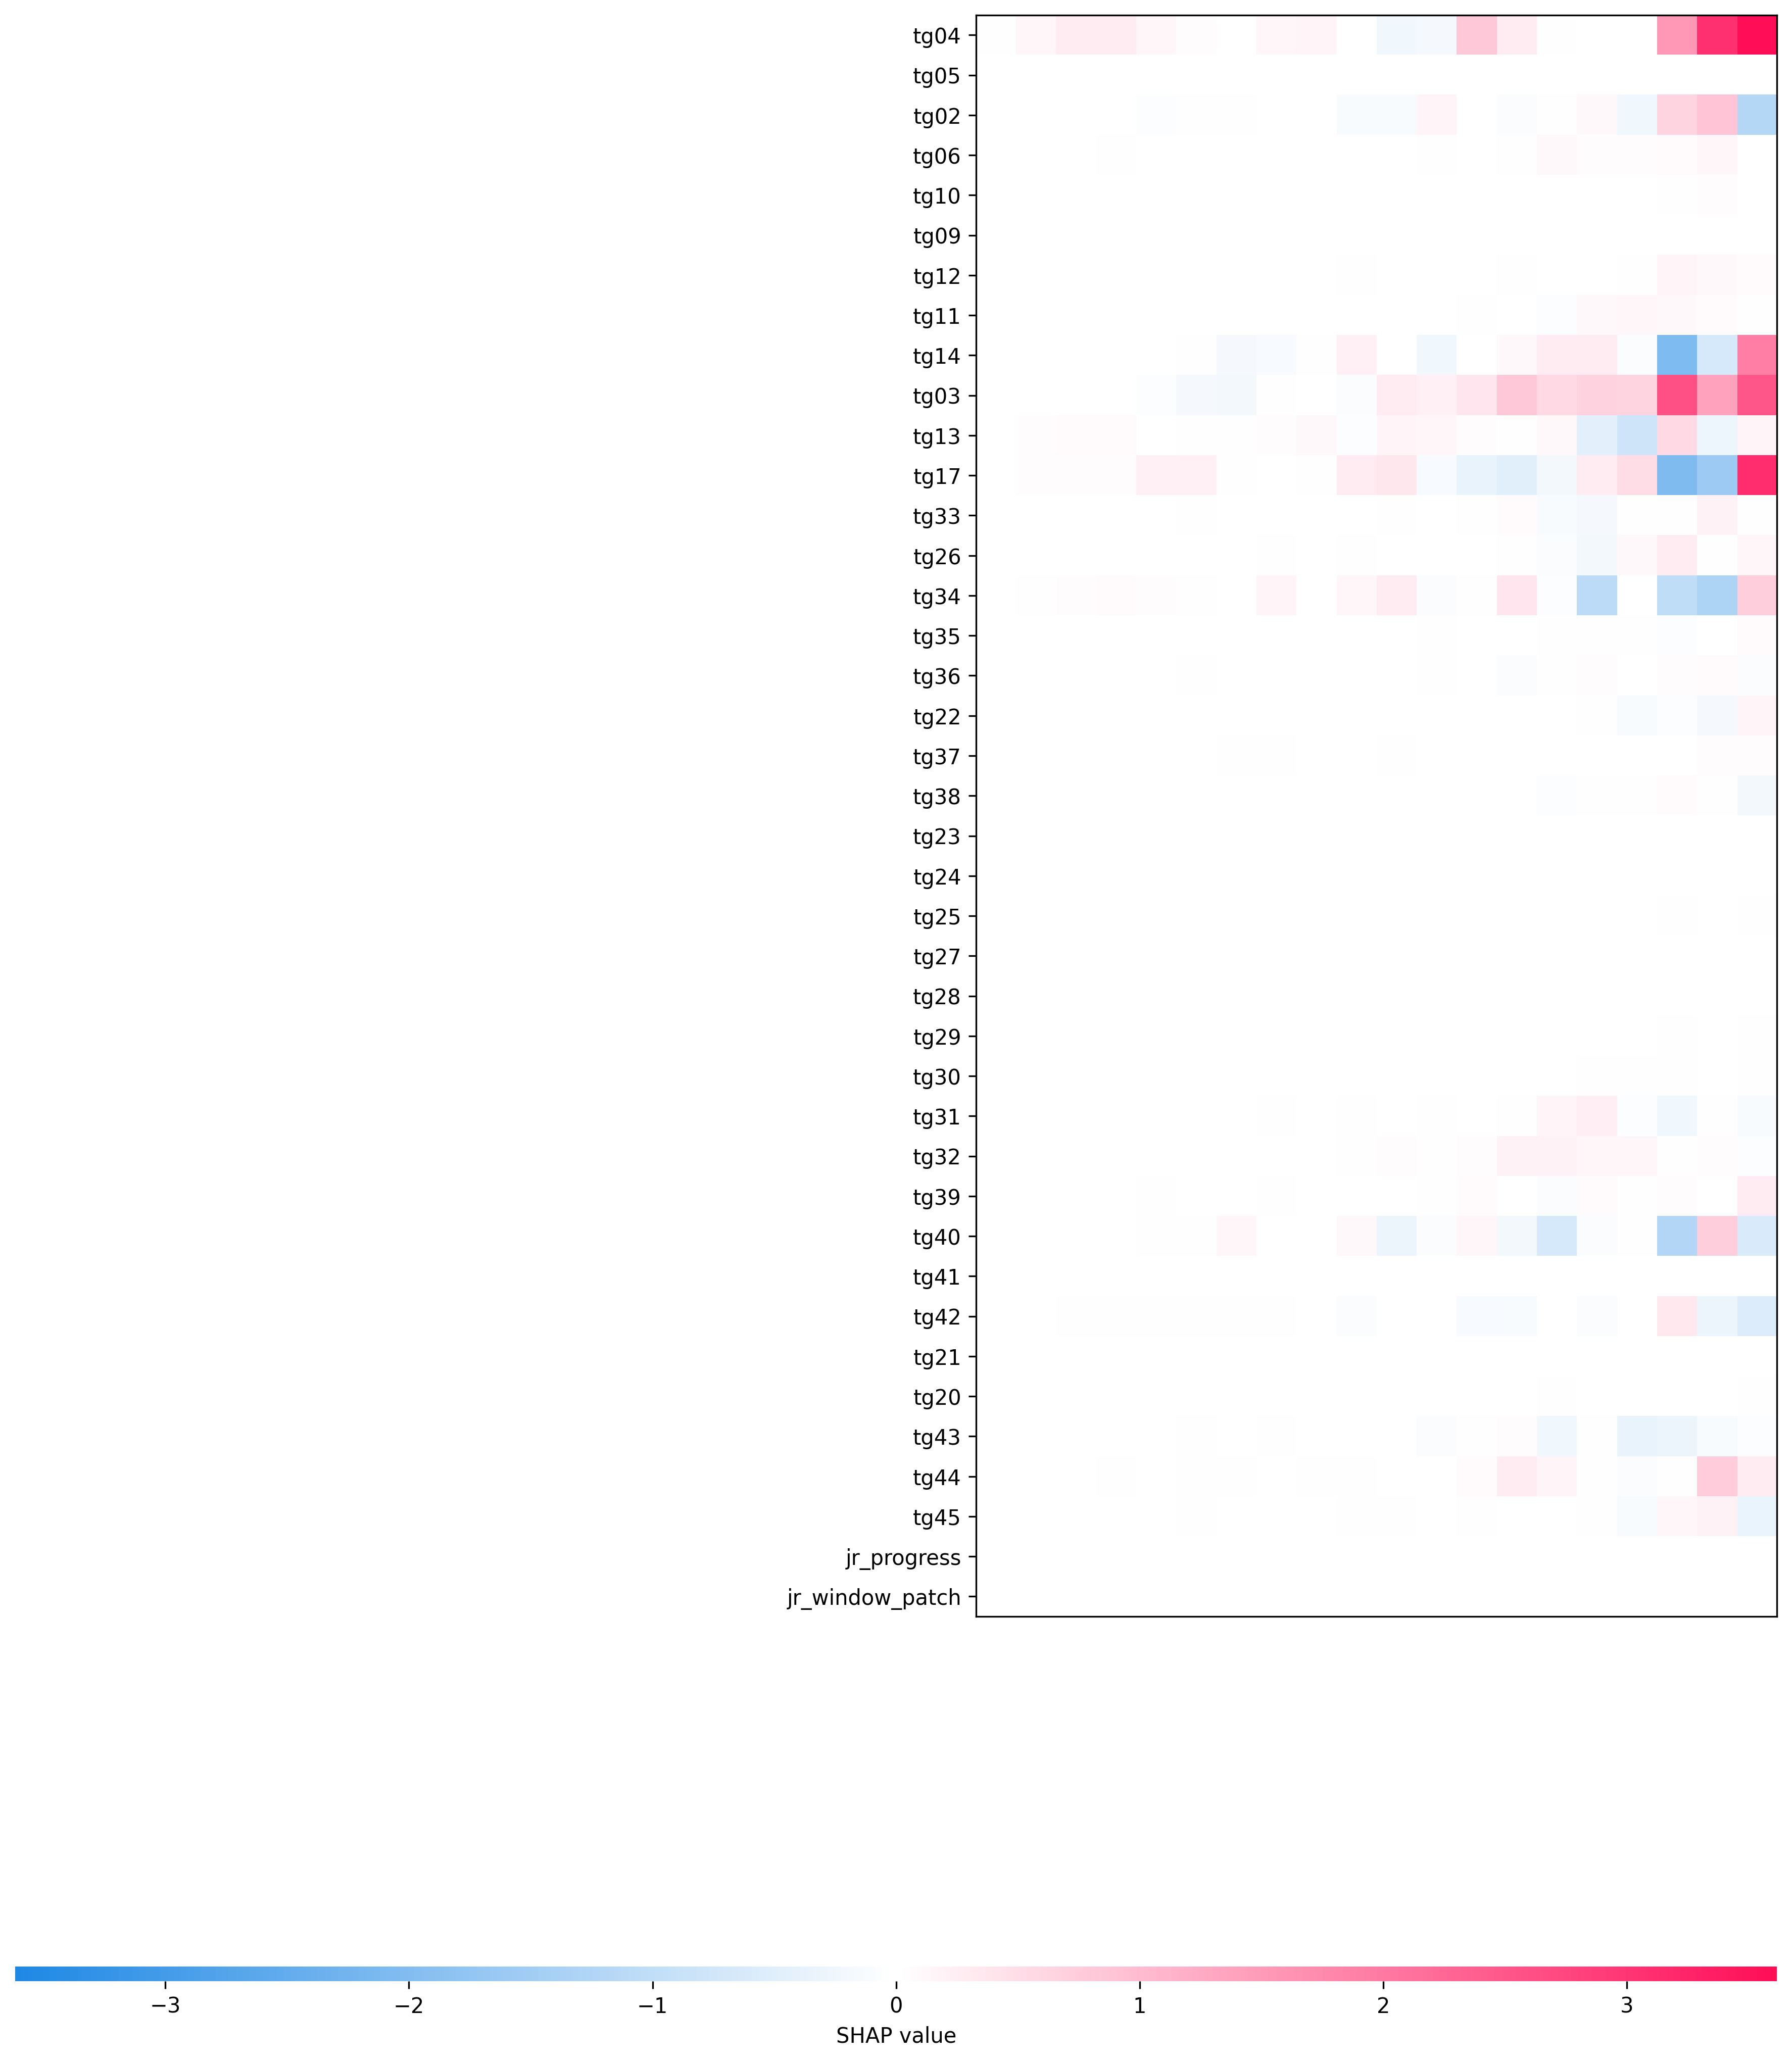 tg04
tg05
tg02
tg06
tg10
tg09
tg12
tg11
tg14
tg03
tg13
tg17
tg33
tg26
tg34
tg35
tg36
tg22
tg37
tg38
tg23
tg24
tg25
tg27
tg28
tg29
tg30
tg31
tg32
tg39
tg40
tg41
tg42
tg21
tg20
tg43
tg44
tg45
jr_progress
jr_window_patch
−3 −2 −1 0 1 2 3
SHAP value